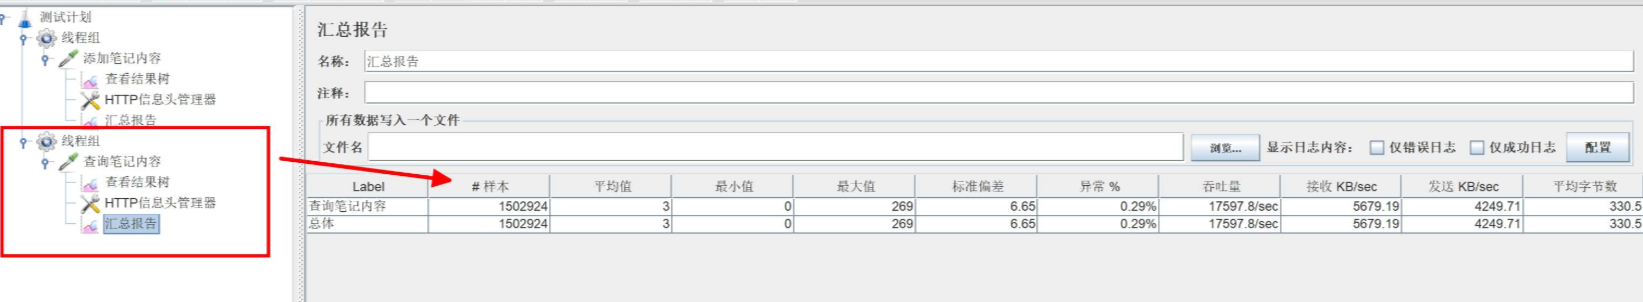 测试计划
线程组
添加笔记内容
查看结果树
HTTP信息头管理器
汇总报告
线程组
查询笔记内容
查看结果树
HTTP信息头管理器
汇总报告
汇总报告
名称： 汇总报告
注释：
所有数据写入一个文件
文件名 浏览... 显示日志内容： 仅错误日志 仅成功日志 配置
Label # 样本 平均值 最小值 最大值 标准偏差 异常 % 吞吐量 接收 KB/sec 发送 KB/sec 平均字节数
查询笔记内容 1502924 3 0 269 6.65 0.29% 17597.8/sec 5679.19 4249.71 330.5
总体 1502924 3 0 269 6.65 0.29% 17597.8/sec 5679.19 4249.71 330.5